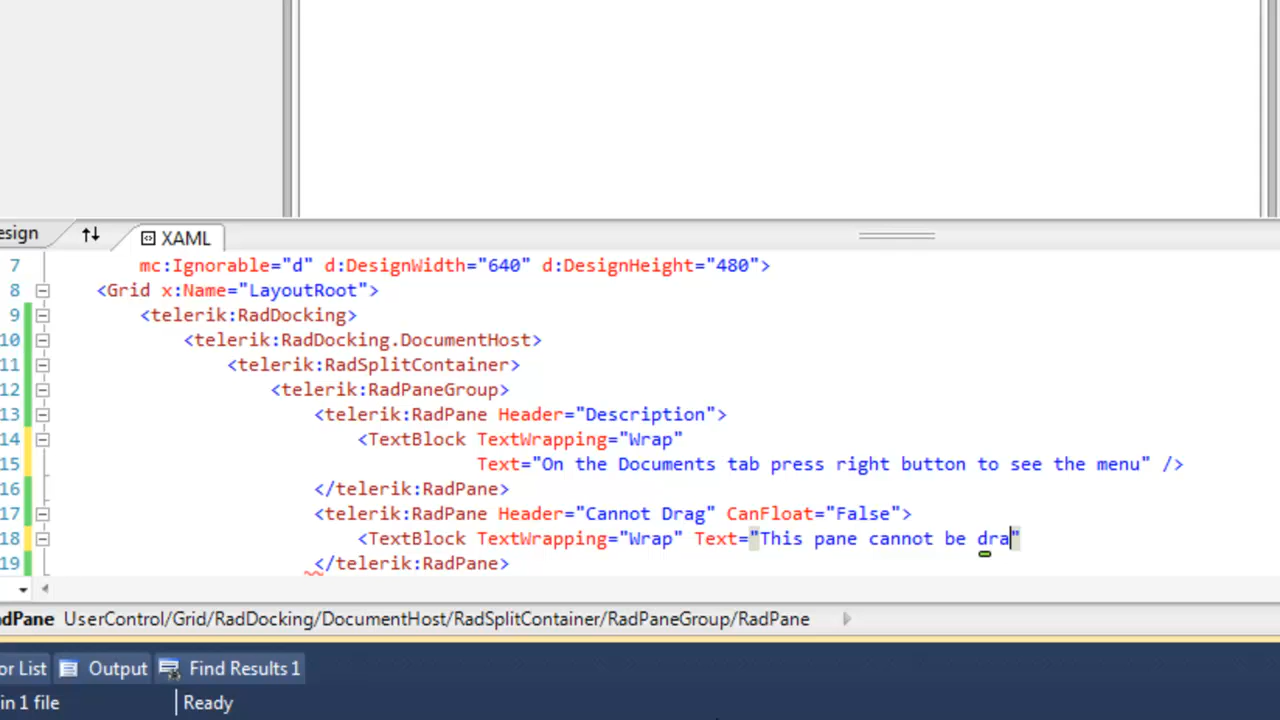 esign XAML
7 mc:Ignorable="d" d:DesignWidth="640" d:DesignHeight="480">
8 <Grid x:Name="LayoutRoot">
9 <telerik:RadDocking>
10 <telerik:RadDocking.DocumentHost>
11 <telerik:RadSplitContainer>
12 <telerik:RadPaneGroup>
13 <telerik:RadPane Header="Description">
14 <TextBlock TextWrapping="Wrap"
15 Text="On the Documents tab press right button to see the menu" />
16 </telerik:RadPane>
17 <telerik:RadPane Header="Cannot Drag" CanFloat="False">
18 <TextBlock TextWrapping="Wrap" Text="This pane cannot be dra"
19 </telerik:RadPane>
adPane UserControl/Grid/RadDocking/DocumentHost/RadSplitContainer/RadPaneGroup/RadPane
or List Output Find Results 1
in 1 file Ready